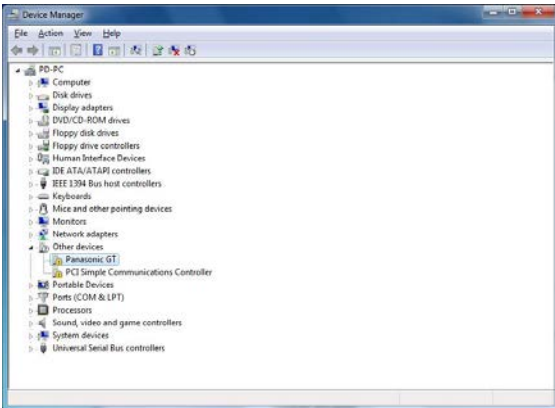 Device Manager
File Action View Help
PD-PC
Computer
Disk drives
Display adapters
DVD/CD-ROM drives
Floppy disk drives
Floppy drive controllers
Human Interface Devices
IDE ATA/ATAPI controllers
IEEE 1394 Bus host controllers
Keyboards
Mice and other pointing devices
Monitors
Network adapters
Other devices
Panasonic GT
PCI Simple Communications Controller
Portable Devices
Ports (COM & LPT)
Processors
Sound, video and game controllers
System devices
Universal Serial Bus controllers